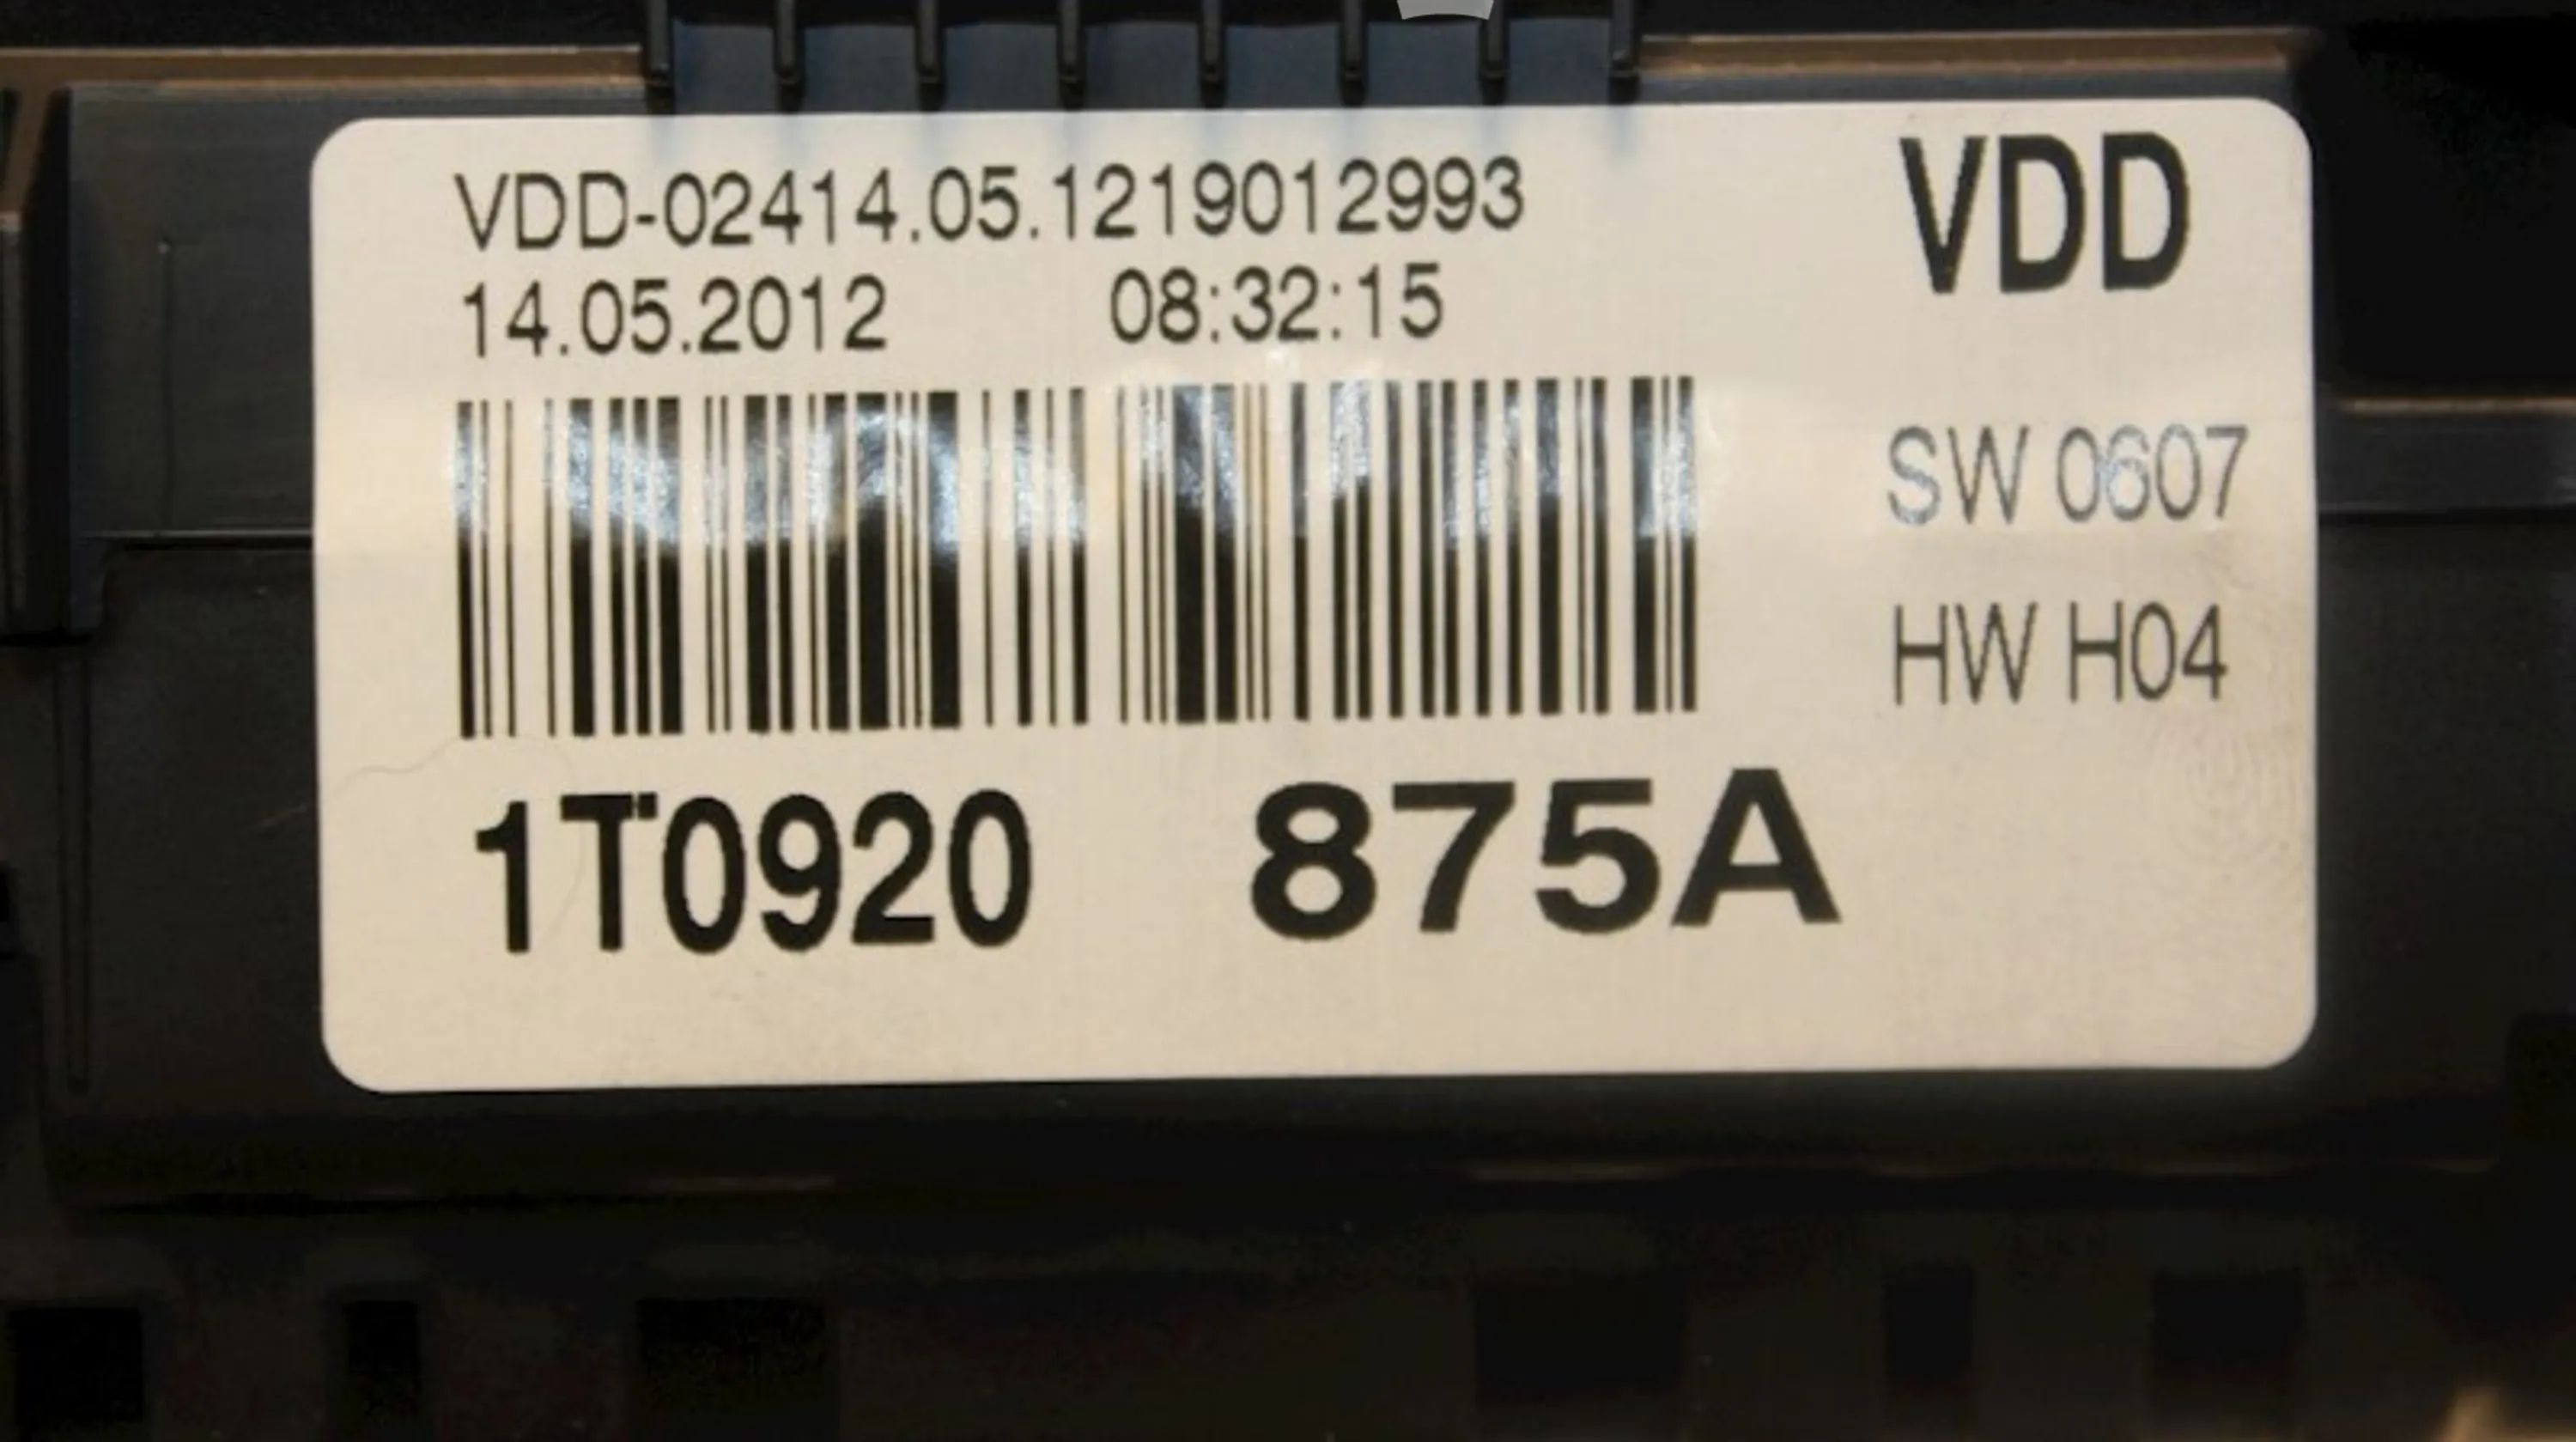 VDD-02414.05.1219012993
14.05.2012 08:32:15
VDD
SW 0607
HW H04
1T0920 875A